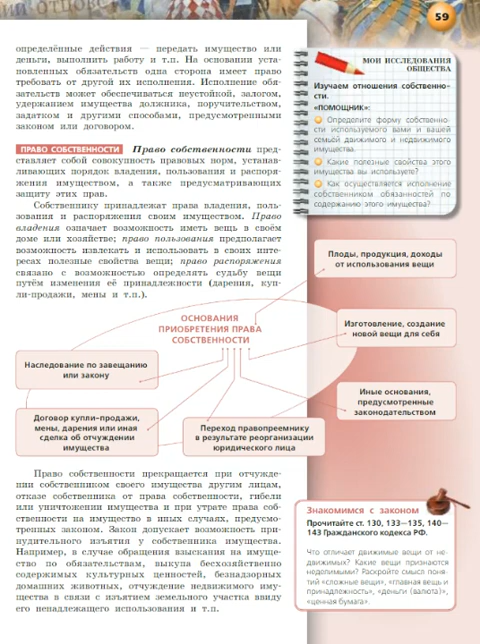 59
определённые действия — передать имущество или
деньги, выполнить работу и т.п. На основании уста-
новленных обязательств одна сторона имеет право
требовать от другой их исполнения. Исполнение обя-
зательств может обеспечиваться неустойкой, залогом,
удержанием имущества должника, поручительством,
задатком и другими способами, предусмотренными
законом или договором.
ПРАВО СОБСТВЕННОСТИ Право собственности пред-
ставляет собой совокупность правовых норм, устанав-
ливающих порядок владения, пользования и распоря-
жения имуществом, а также предусматривающих
защиту этих прав.
Собственнику принадлежат права владения, поль-
зования и распоряжения своим имуществом. Право
владения означает возможность иметь вещь в своём
доме или хозяйстве; право пользования предполагает
возможность извлекать и использовать в своих инте-
ресах полезные свойства вещи; право распоряжения
связано с возможностью определять судьбу вещи
путём изменения её принадлежности (дарения, куп-
ли-продажи, мены и т.п.).
МОИ ИССЛЕДОВАНИЯ
ОБЩЕСТВА
Изучаем отношения собственно-
сти.
«ПОМОЩНИК»:
Определите форму собственно-
сти используемого вами и вашей
семьёй движимого и недвижимого
имущества.
Какие полезные свойства этого
имущества вы используете?
Как осуществляется исполнение
собственником обязанностей по
содержанию этого имущества?
ОСНОВАНИЯ
ПРИОБРЕТЕНИЯ ПРАВА
СОБСТВЕННОСТИ
Плоды, продукция, доходы
от использования вещи
Изготовление, создание
новой вещи для себя
Иные основания,
предусмотренные
законодательством
Наследование по завещанию
или закону
Договор купли-продажи,
мены, дарения или иная
сделка об отчуждении
имущества
Переход правопреемнику
в результате реорганизации
юридического лица
Право собственности прекращается при отчужде-
нии собственником своего имущества другим лицам,
отказе собственника от права собственности, гибели
или уничтожении имущества и при утрате права соб-
ственности на имущество в иных случаях, предусмо-
тренных законом. Закон допускает возможность при-
нудительного изъятия у собственника имущества.
Например, в случае обращения взыскания на имуще-
ство по обязательствам, выкупа бесхозяйственно
содержимых культурных ценностей, безнадзорных
домашних животных, отчуждение недвижимого иму-
щества в связи с изъятием земельного участка ввиду
его ненадлежащего использования и т.п.
Знакомимся с законом
Прочитайте ст. 130, 133—135, 140—
143 Гражданского кодекса РФ.
Что отличает движимые вещи от не-
движимых? Какие вещи признаются
неделимыми? Раскройте смысл поня-
тий «сложные вещи», «главная вещь и
принадлежность», «деньги (валюта)»,
«ценная бумага».